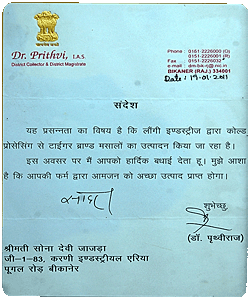 Dr. Prithvi, I.A.S.
District Collector & District Magistrate
Phone : 0151-2226000 (O)
0151-2226001 (R)
Fax : 0151-2226032
e.mail : dm-bik-rj@nic.in
BIKANER (RAJ.) 334001
Date : 19-01-2011
संदेश
यह प्रसन्नता का विषय है कि लौंगी इण्डस्ट्रीज द्वारा कोल्ड
प्रोसेसिंग से टाईगर ब्राण्ड मसालों का उत्पादन किया जा रहा है।
इस अवसर पर मैं आपको हार्दिक बधाई देता हू। मुझे आशा
है कि आपकी फर्म द्वारा आमजन को अच्छा उत्पाद प्राप्त होगा।
शुभेच्छु
(डॉ. पृथ्वीराज)
श्रीमती सोना देवी जाजड़ा
जी-1-83, करणी इण्डस्ट्रीयल एरिया
पूगल रोड़ बीकानेर